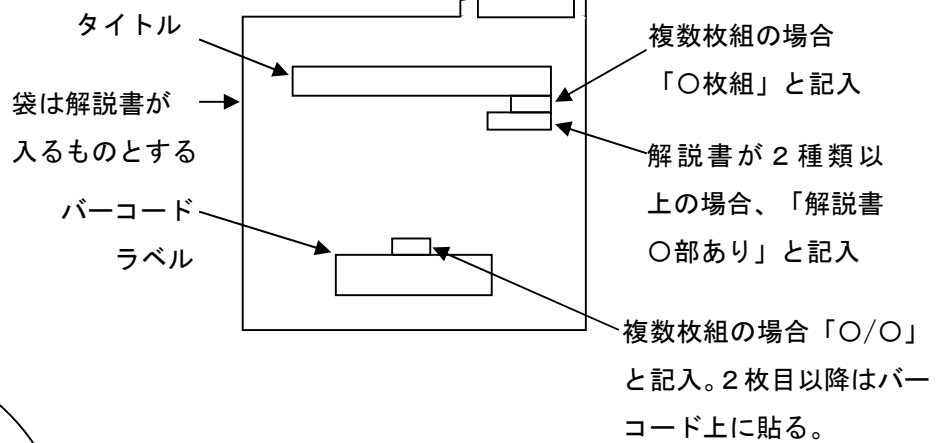 タイトル
袋は解説書が
入るものとする
バーコード
ラベル
複数枚組の場合
「〇枚組」と記入
解説書が２種類以
上の場合、「解説書
〇部あり」と記入
複数枚組の場合「〇/〇」
と記入。２枚目以降はバー
コード上に貼る。